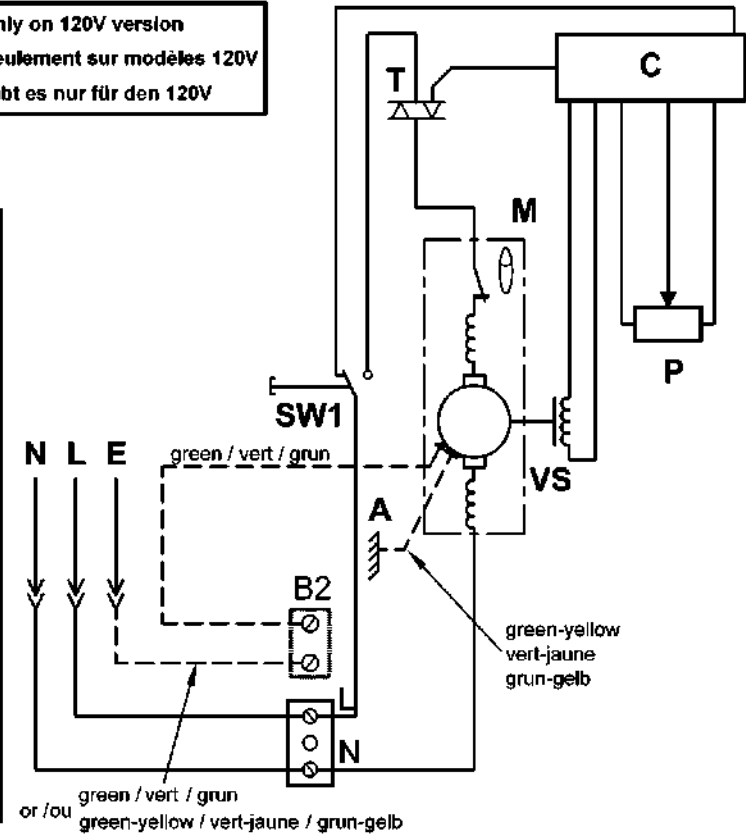 nly on 120V version
eulement sur modèles 120V
bt es nur für den 120V
C
T
M
P
SW1
N L E
green / vert / grun
VS
A
B2
green-yellow
vert-jaune
grun-gelb
L
N
green / vert / grun
or /ou green-yellow / vert-jaune / grun-gelb